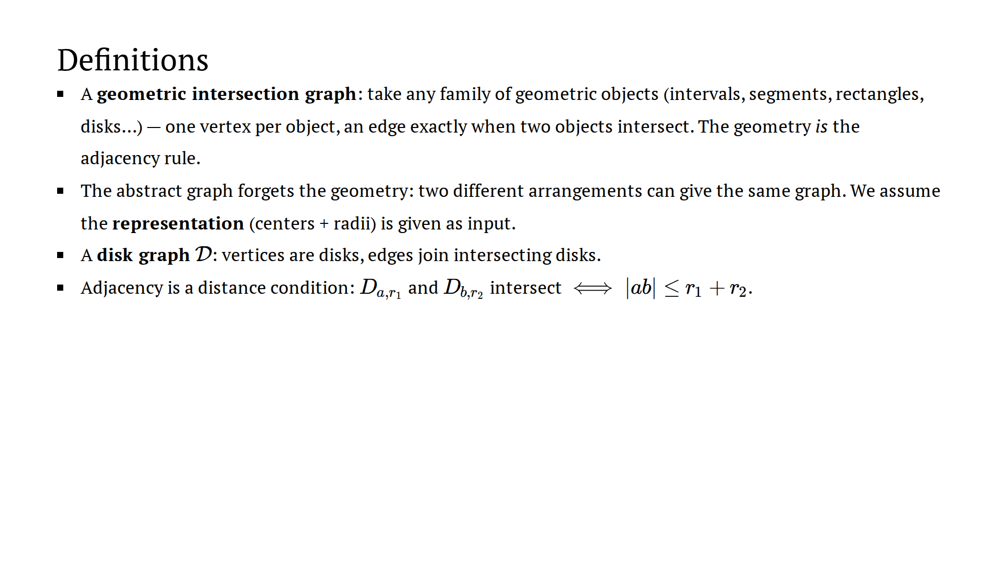 Definitions
▪ A geometric intersection graph: take any family of geometric objects (intervals, segments, rectangles,
disks...) — one vertex per object, an edge exactly when two objects intersect. The geometry is the
adjacency rule.
▪ The abstract graph forgets the geometry: two different arrangements can give the same graph. We assume
the representation (centers + radii) is given as input.
▪ A disk graph 𝒟: vertices are disks, edges join intersecting disks.
▪ Adjacency is a distance condition: D_{a,r_1} and D_{b,r_2} intersect ⟺ |ab| ≤ r_1 + r_2.